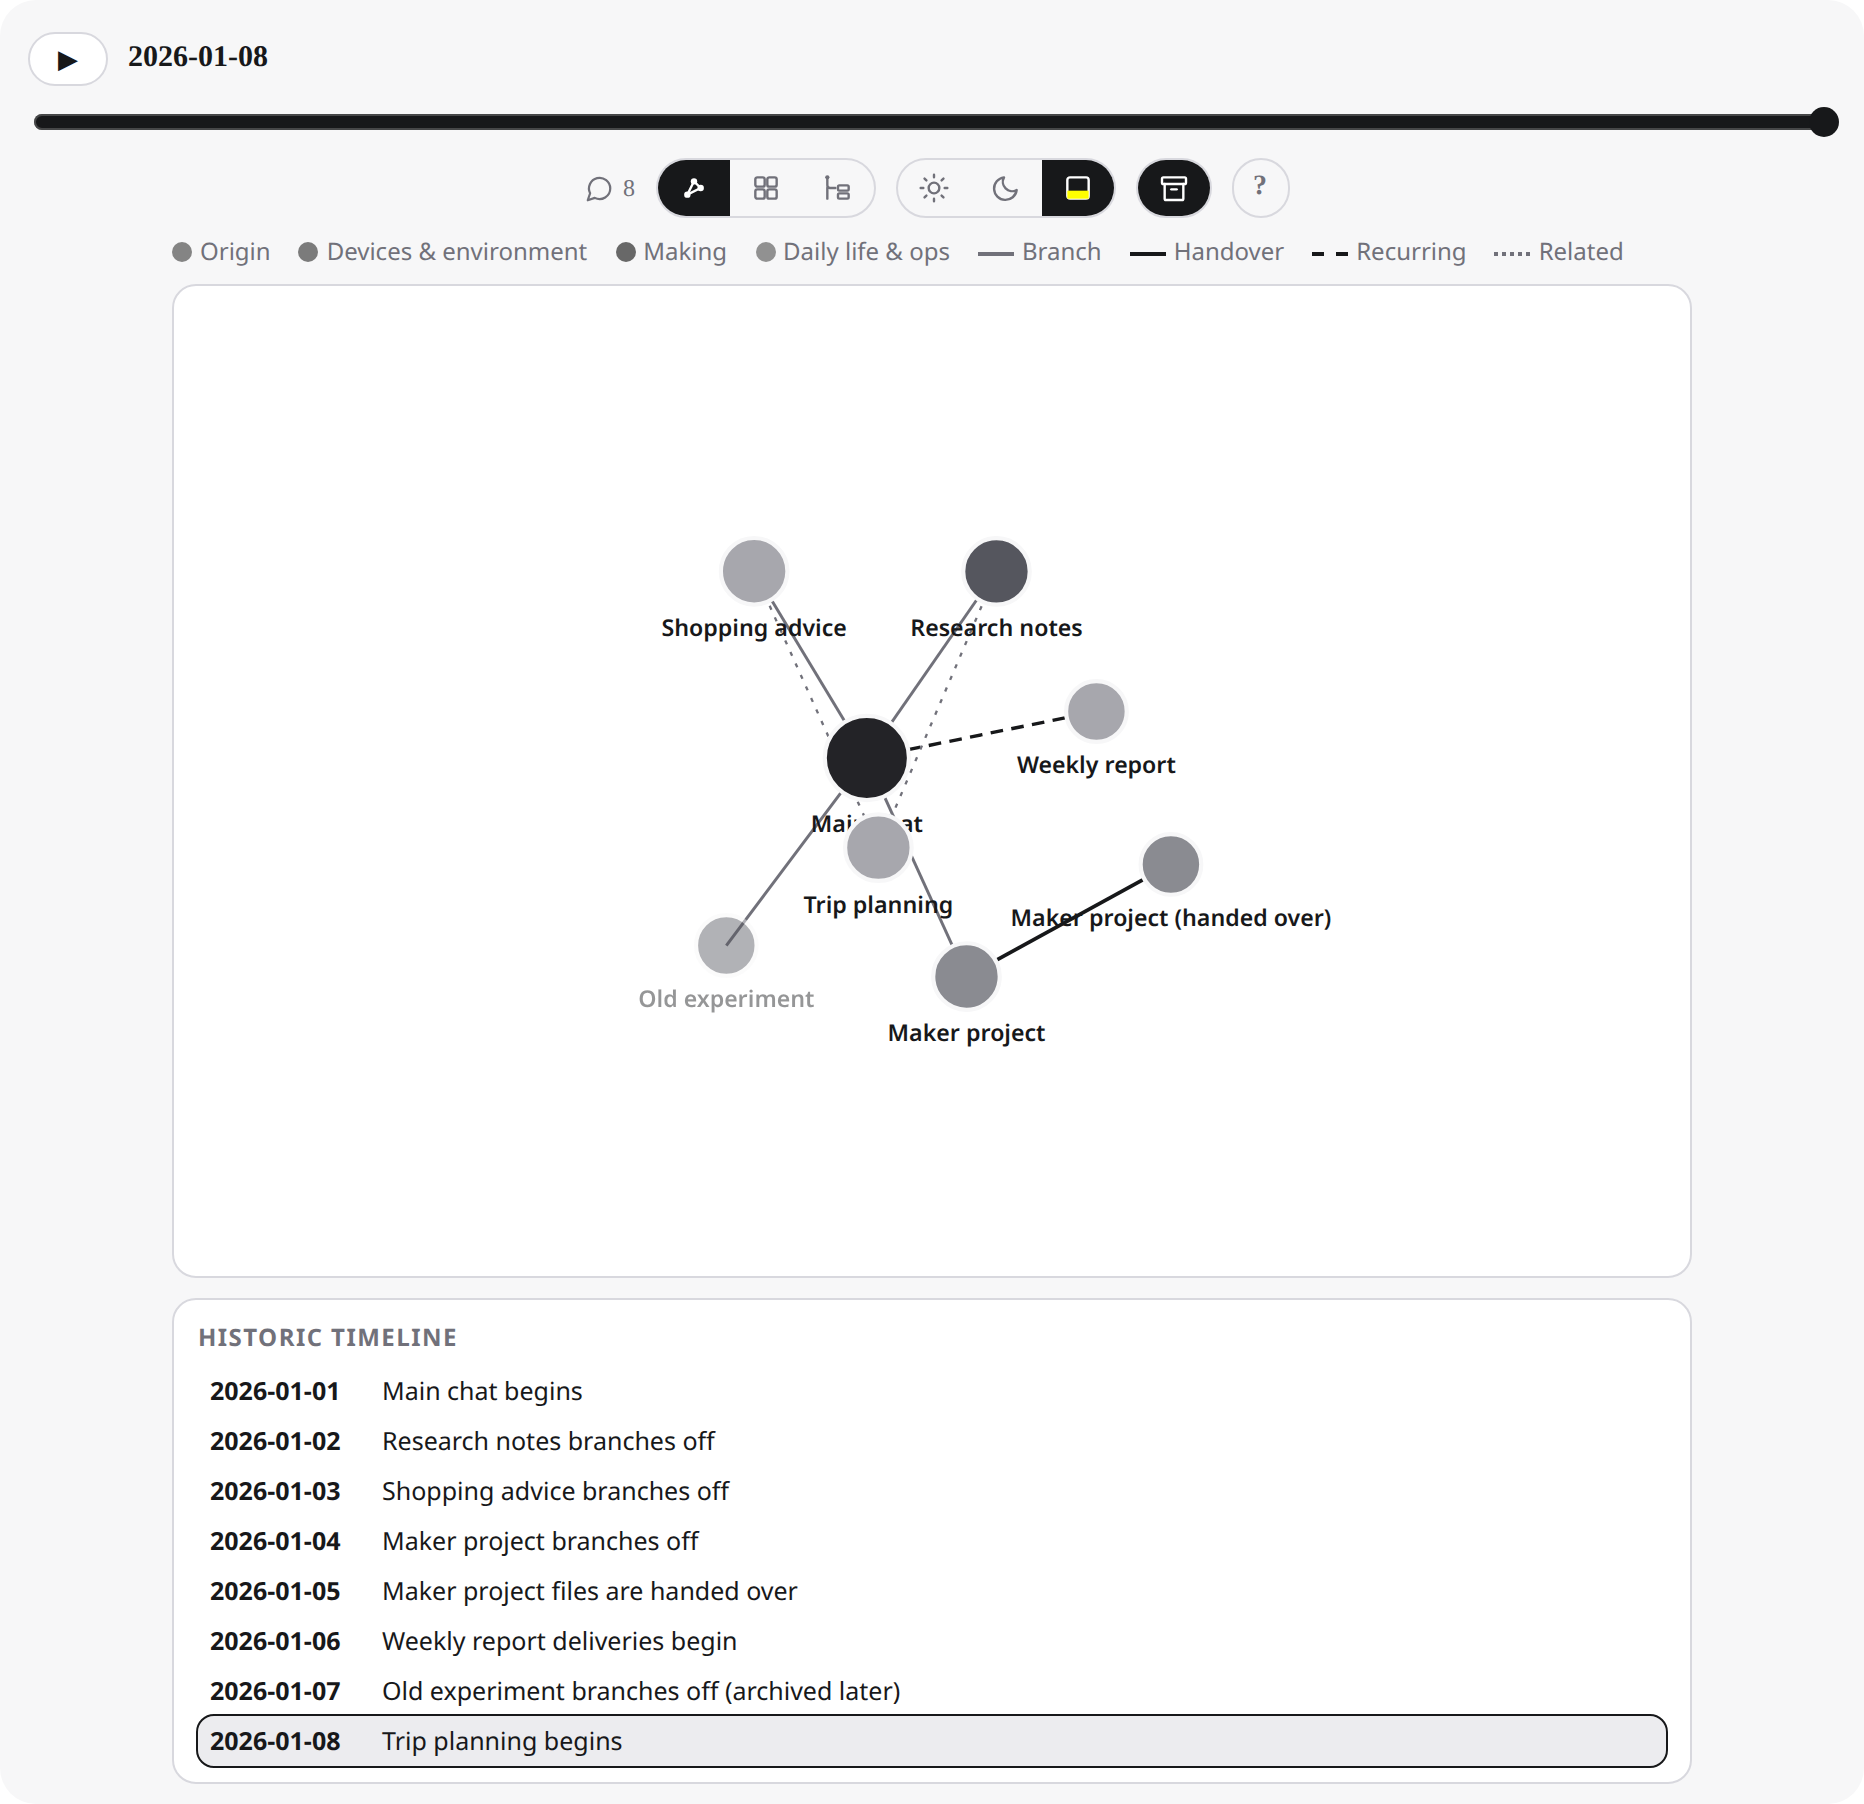 2026-01-08
8
?
Origin
Devices & environment
Making
Daily life & ops
Branch
Handover
Recurring
Related
Shopping advice
Research notes
Weekly report
Trip planning
Maker project (handed over)
Old experiment
Maker project
HISTORIC TIMELINE
2026-01-01 Main chat begins
2026-01-02 Research notes branches off
2026-01-03 Shopping advice branches off
2026-01-04 Maker project branches off
2026-01-05 Maker project files are handed over
2026-01-06 Weekly report deliveries begin
2026-01-07 Old experiment branches off (archived later)
2026-01-08 Trip planning begins